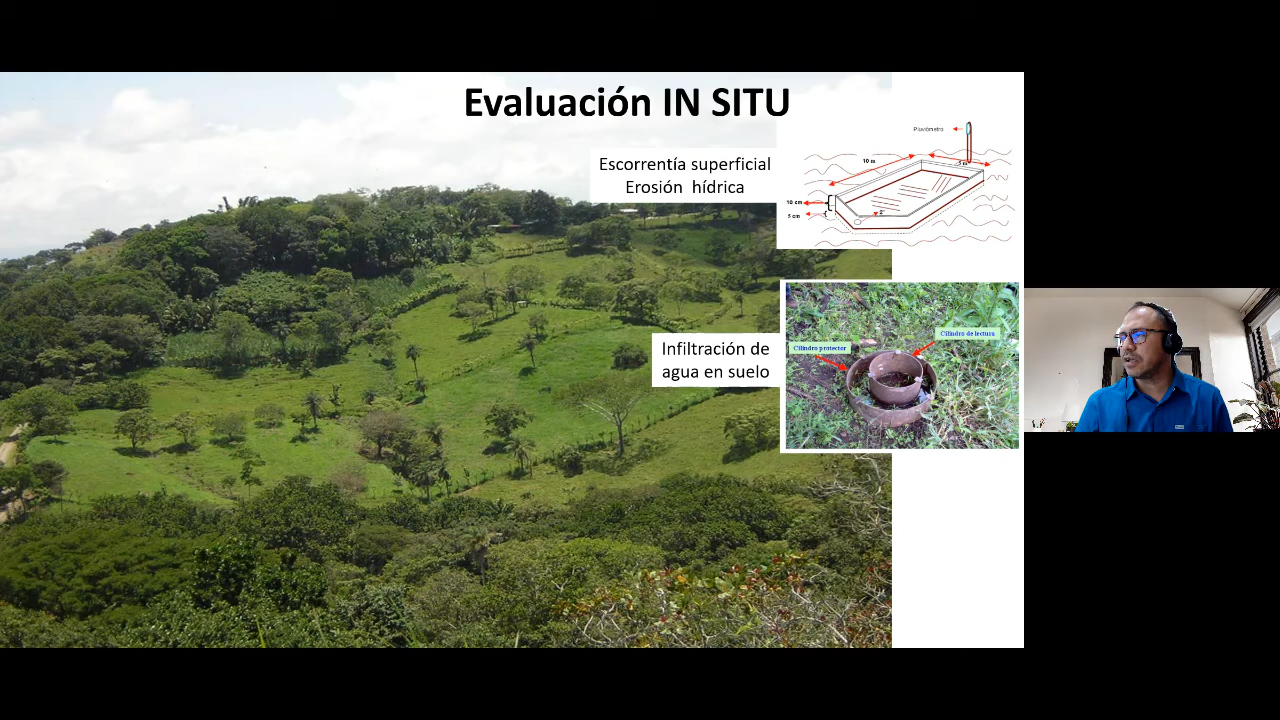 Evaluación IN SITU
Escorrentía superficial
Erosión hídrica
Pluviómetro
10 m
5 m
10 cm
5 cm
2"
Infiltración de
agua en suelo
Cilindro de lectura
Cilindro protector